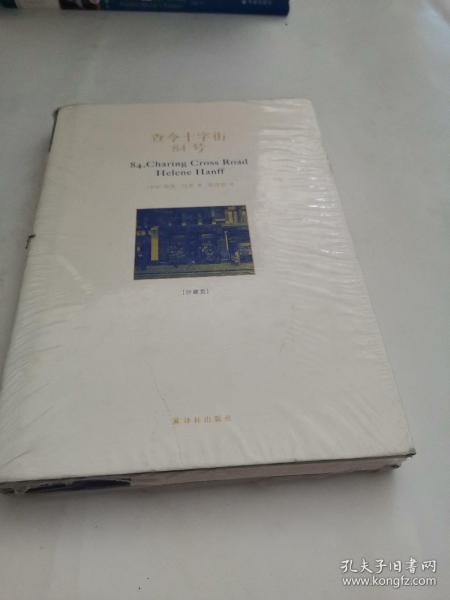 查令十字街
84号
84, Charing Cross Road
Helene Hanff
[珍藏版]
译林出版社
孔夫子旧书网
www.kongfz.com